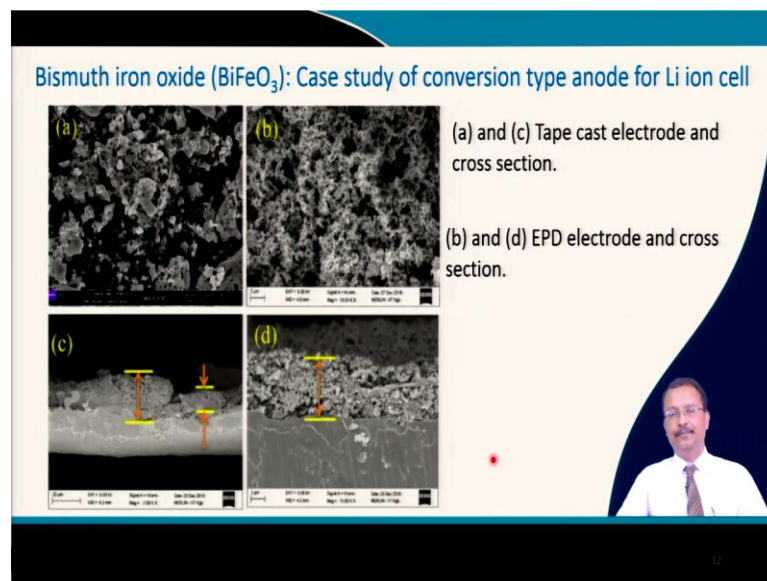 Bismuth iron oxide (BiFeO₃): Case study of conversion type anode for Li ion cell
(a)
(b)
(a) and (c) Tape cast electrode and
cross section.
(b) and (d) EPD electrode and cross
section.
(c)
(d)
12